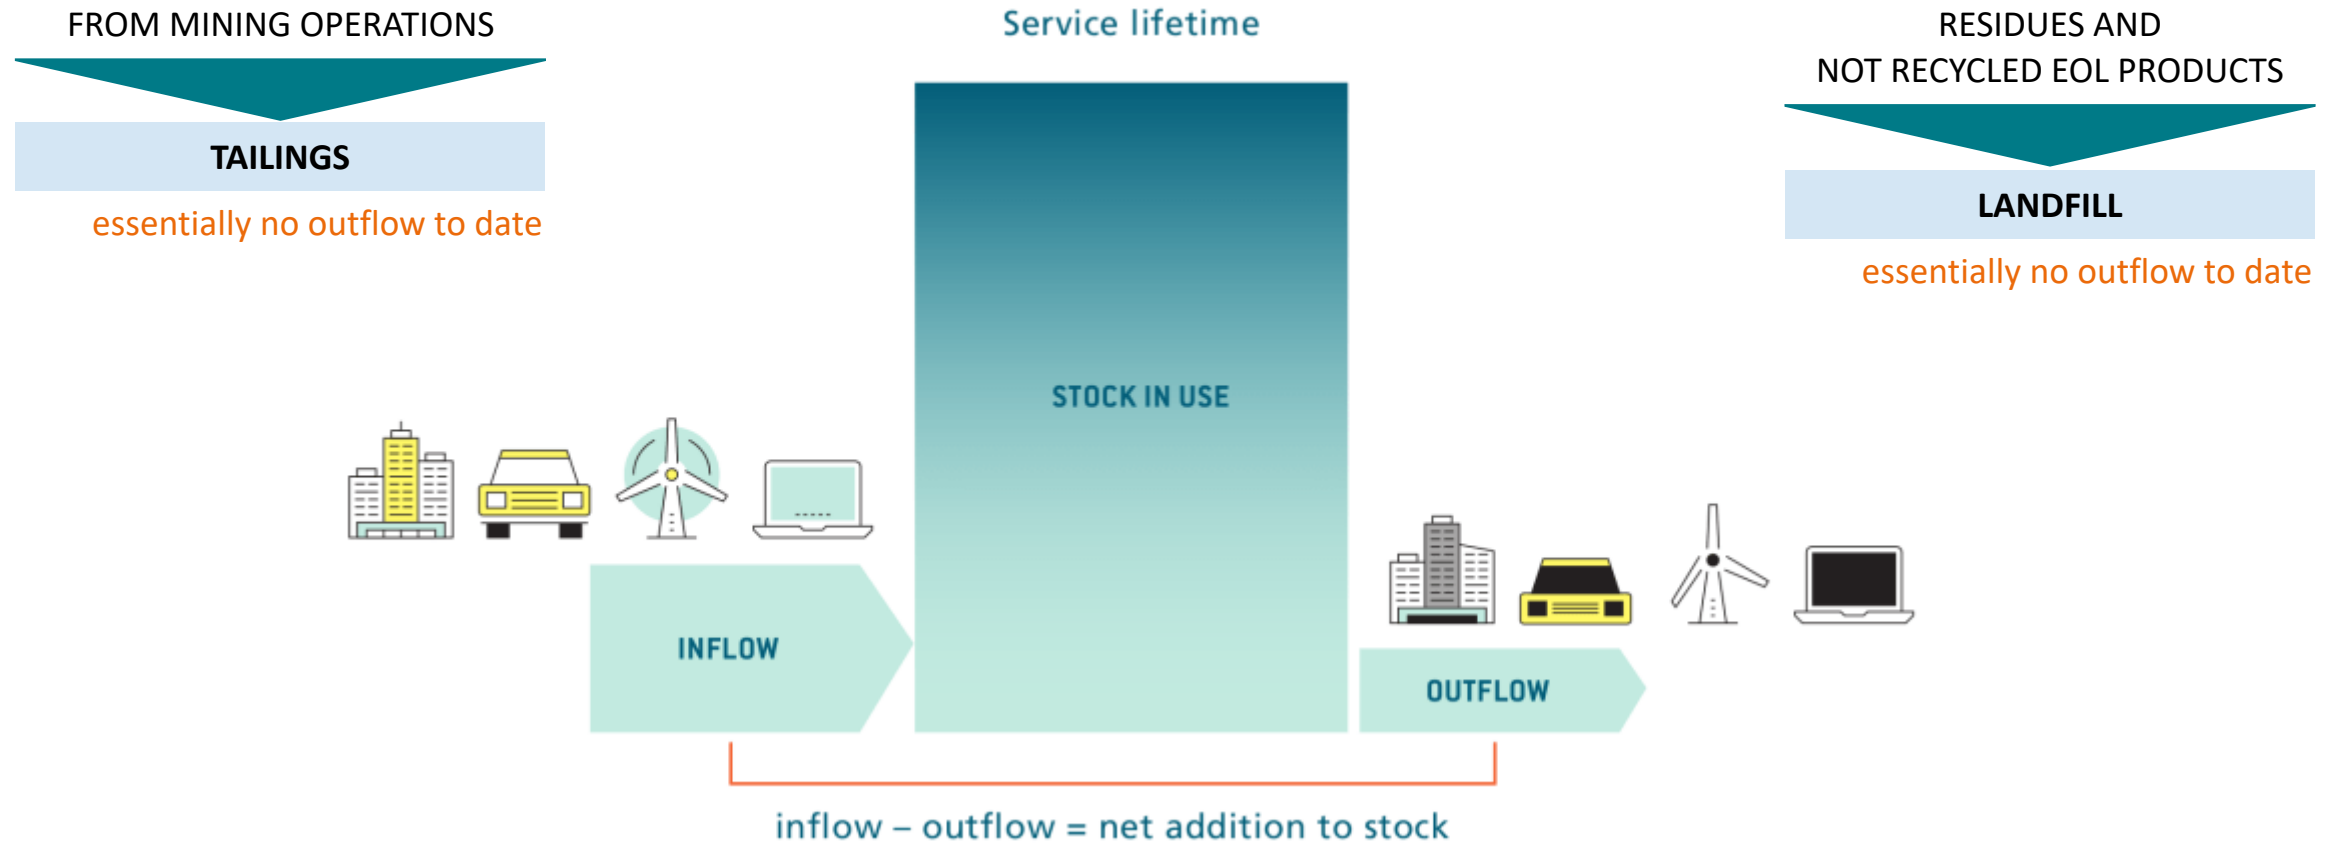 FROM MINING OPERATIONS
TAILINGS
essentially no outflow to date
Service lifetime
RESIDUES AND
NOT RECYCLED EOL PRODUCTS
LANDFILL
essentially no outflow to date
STOCK IN USE
INFLOW
OUTFLOW
inflow – outflow = net addition to stock